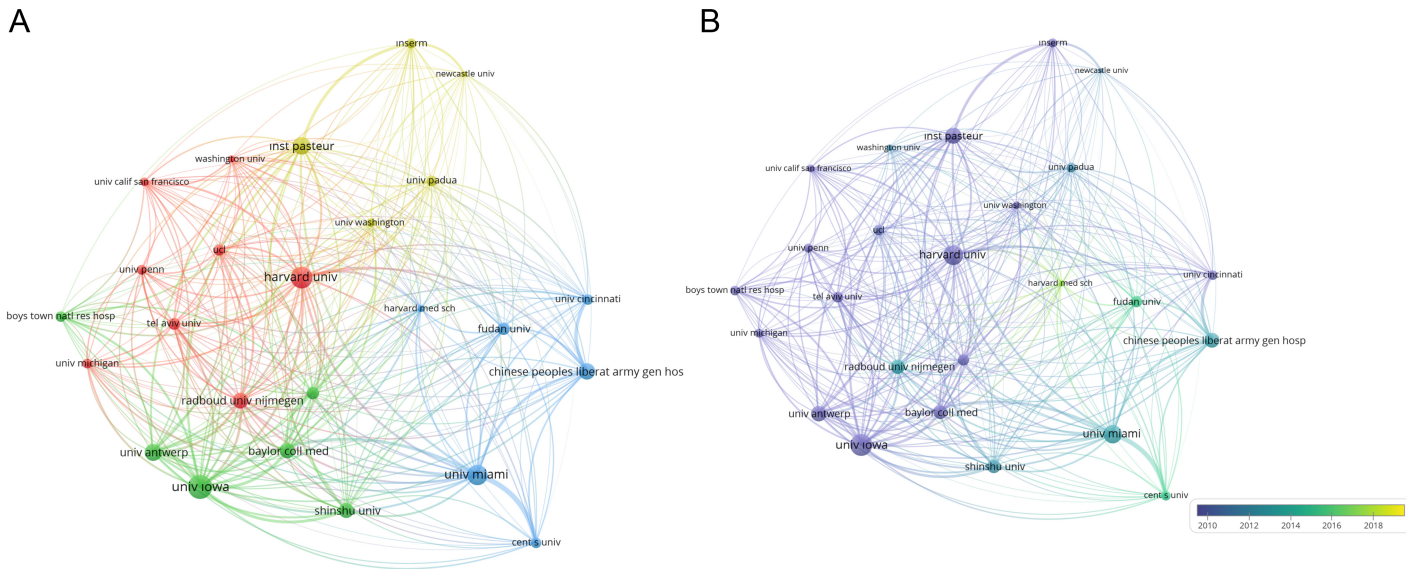 A
inserm
newcastle univ
inst pasteur
washington univ
univ calif san francisco
univ padua
univ washington
ucl
univ penn
harvard univ
univ cincinnati
harvard med sch
boys town natl res hosp
tel aviv univ
fudan univ
univ michigan
chinese peoples liberat army gen hos
radboud univ nijmegen
univ antwerp
baylor coll med
univ miami
univ iowa
shinshu univ
cent s univ
B
inserm
newcastle univ
inst pasteur
washington univ
univ calif san francisco
univ padua
univ washington
ucl
univ penn
harvard univ
univ cincinnati
harvard med sch
boys town natl res hosp
tel aviv univ
fudan univ
univ michigan
chinese peoples liberat army gen hosp
radboud univ nijmegen
univ antwerp
baylor coll med
univ miami
univ iowa
shinshu univ
cent s univ
2010 2012 2014 2016 2018